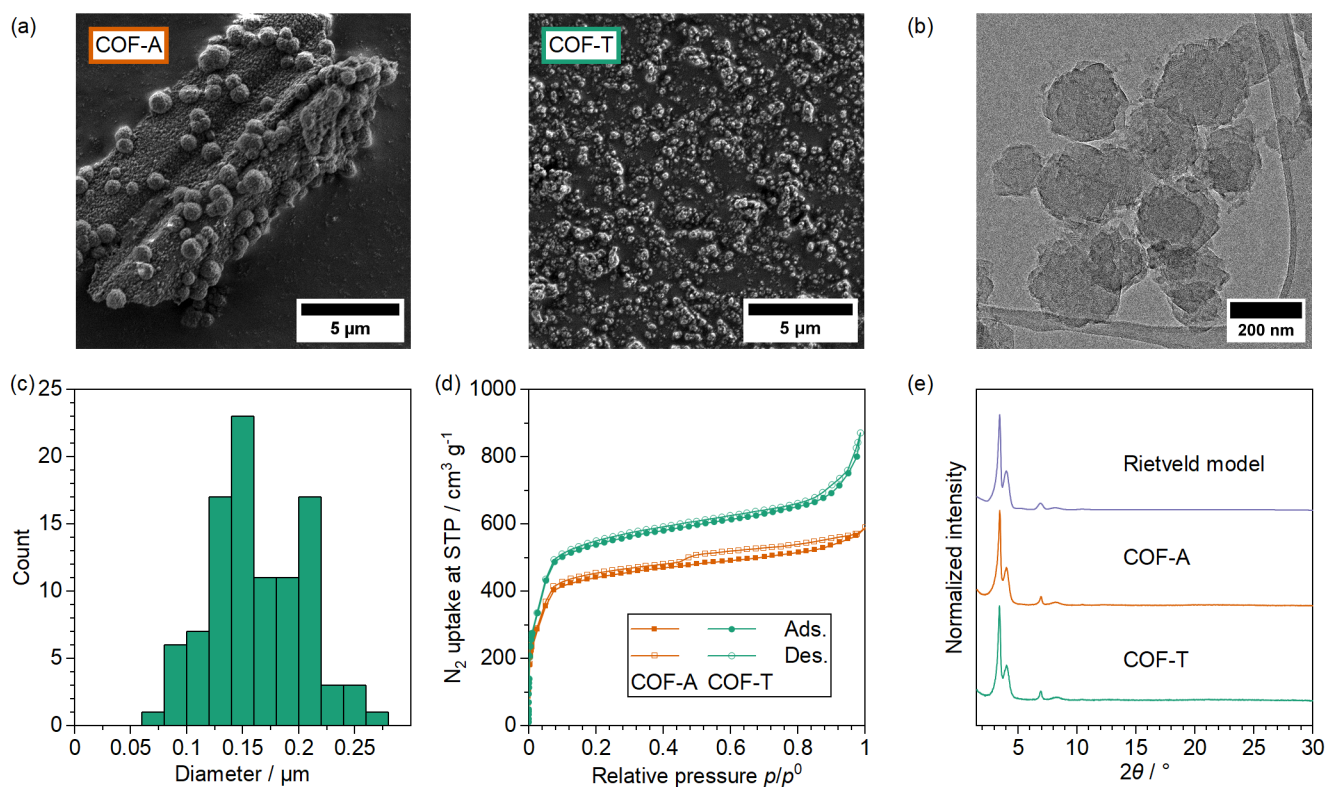 (a)
COF-A
5 µm
COF-T
5 µm
(b)
200 nm
(c)
Count
25
20
15
10
5
0
0 0.05 0.1 0.15 0.2 0.25
Diameter / µm
(d)
N₂ uptake at STP / cm³ g⁻¹
1000
800
600
400
200
0
Ads.
Des.
COF-A COF-T
0 0.2 0.4 0.6 0.8 1
Relative pressure p/p⁰
(e)
Normalized intensity
Rietveld model
COF-A
COF-T
5 10 15 20 25 30
2θ / °